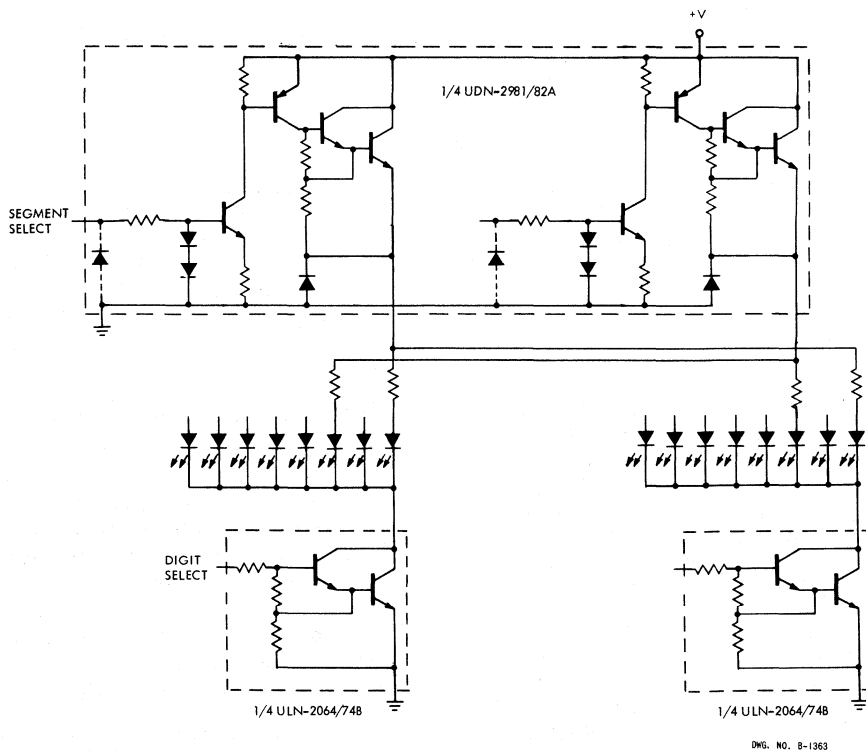 +V
1/4 UDN-2981/82A
SEGMENT
SELECT
DIGIT
SELECT
1/4 ULN-2064/74B
1/4 ULN-2064/74B
DWG. NO. B-1363